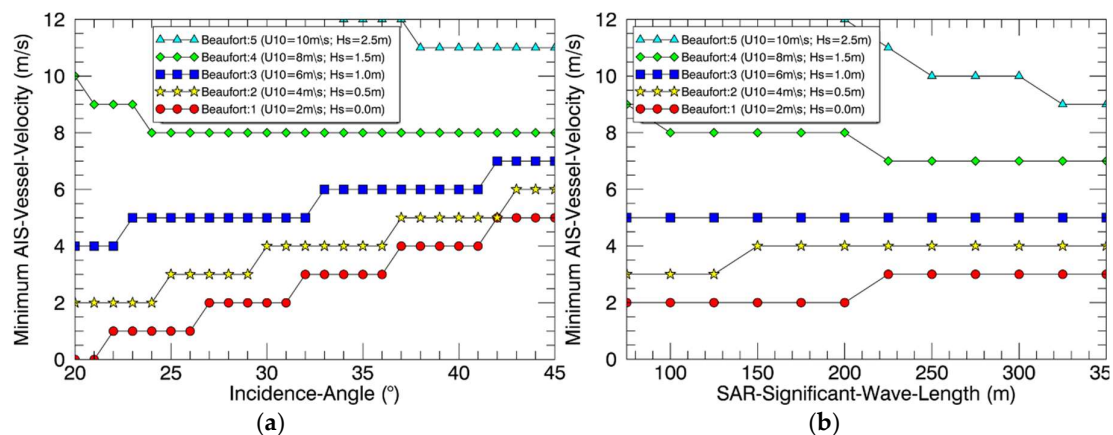 Minimum AIS-Vessel-Velocity (m/s)
12
10
8
6
4
2
0
Beaufort:5 (U10=10m/s; Hs=2.5m)
Beaufort:4 (U10=8m/s; Hs=1.5m)
Beaufort:3 (U10=6m/s; Hs=1.0m)
Beaufort:2 (U10=4m/s; Hs=0.5m)
Beaufort:1 (U10=2m/s; Hs=0.0m)
20 25 30 35 40 45
Incidence-Angle (°)
(a)
Minimum AIS-Vessel-Velocity (m/s)
12
10
8
6
4
2
0
Beaufort:5 (U10=10m/s; Hs=2.5m)
Beaufort:4 (U10=8m/s; Hs=1.5m)
Beaufort:3 (U10=6m/s; Hs=1.0m)
Beaufort:2 (U10=4m/s; Hs=0.5m)
Beaufort:1 (U10=2m/s; Hs=0.0m)
100 150 200 250 300 350
SAR-Significant-Wave-Length (m)
(b)